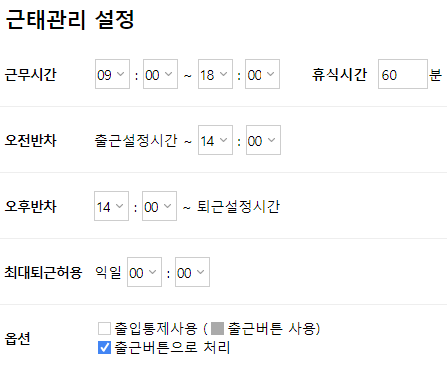 근태관리 설정
근무시간 09 : 00 ~ 18 : 00 휴식시간 60 분
오전반차 출근설정시간 ~ 14 : 00
오후반차 14 : 00 ~ 퇴근설정시간
최대퇴근허용 익일 00 : 00
옵션 출입통제사용 ( 출근버튼 사용)
출근버튼으로 처리